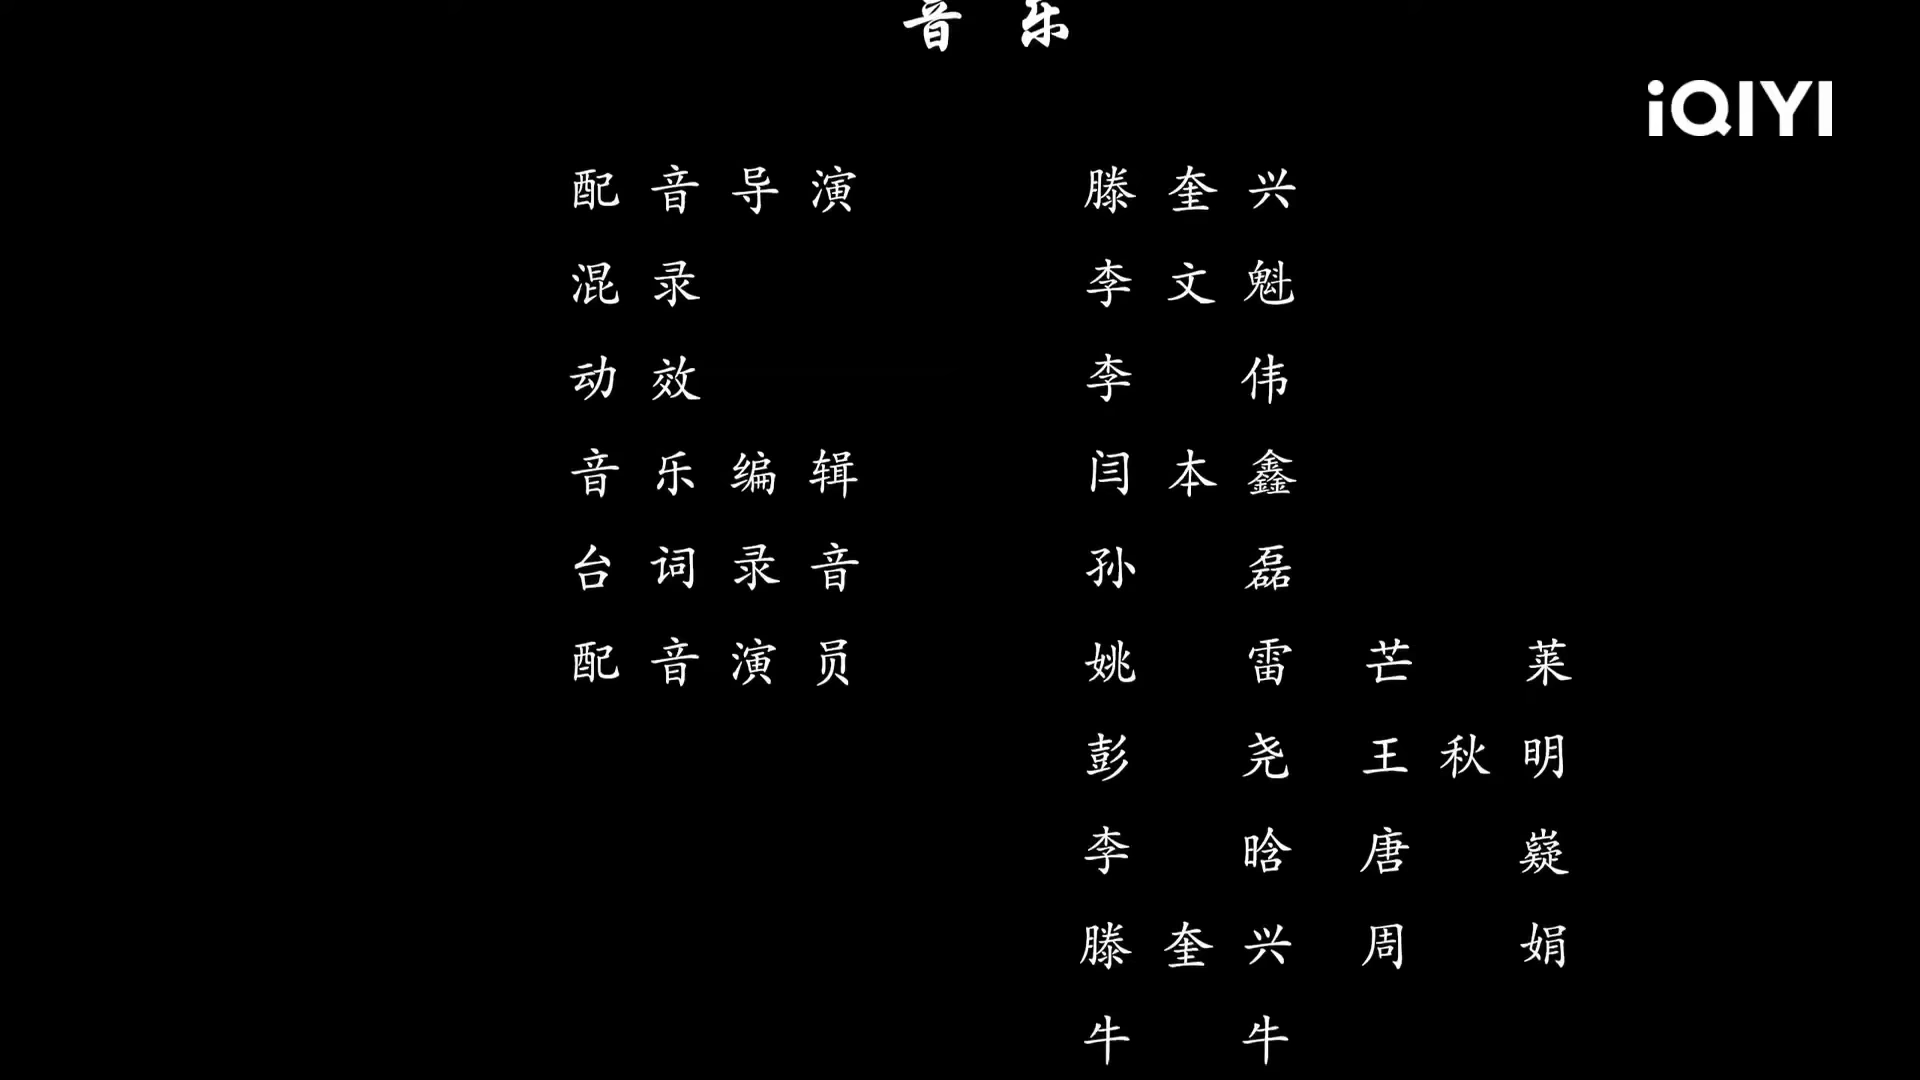 音乐
iQIYI
配音导演 滕奎兴
混录 李文魁
动效 李伟
音乐编辑 闫本鑫
台词录音 孙磊
配音演员 姚雷 芒莱
彭尧 王秋明
李晗 唐嶷
滕奎兴 周娟
牛牛